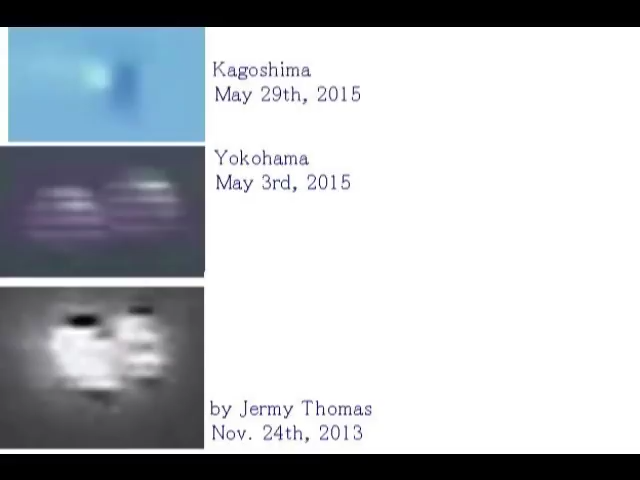 Kagoshima
May 29th, 2015
Yokohama
May 3rd, 2015
by Jermy Thomas
Nov. 24th, 2013